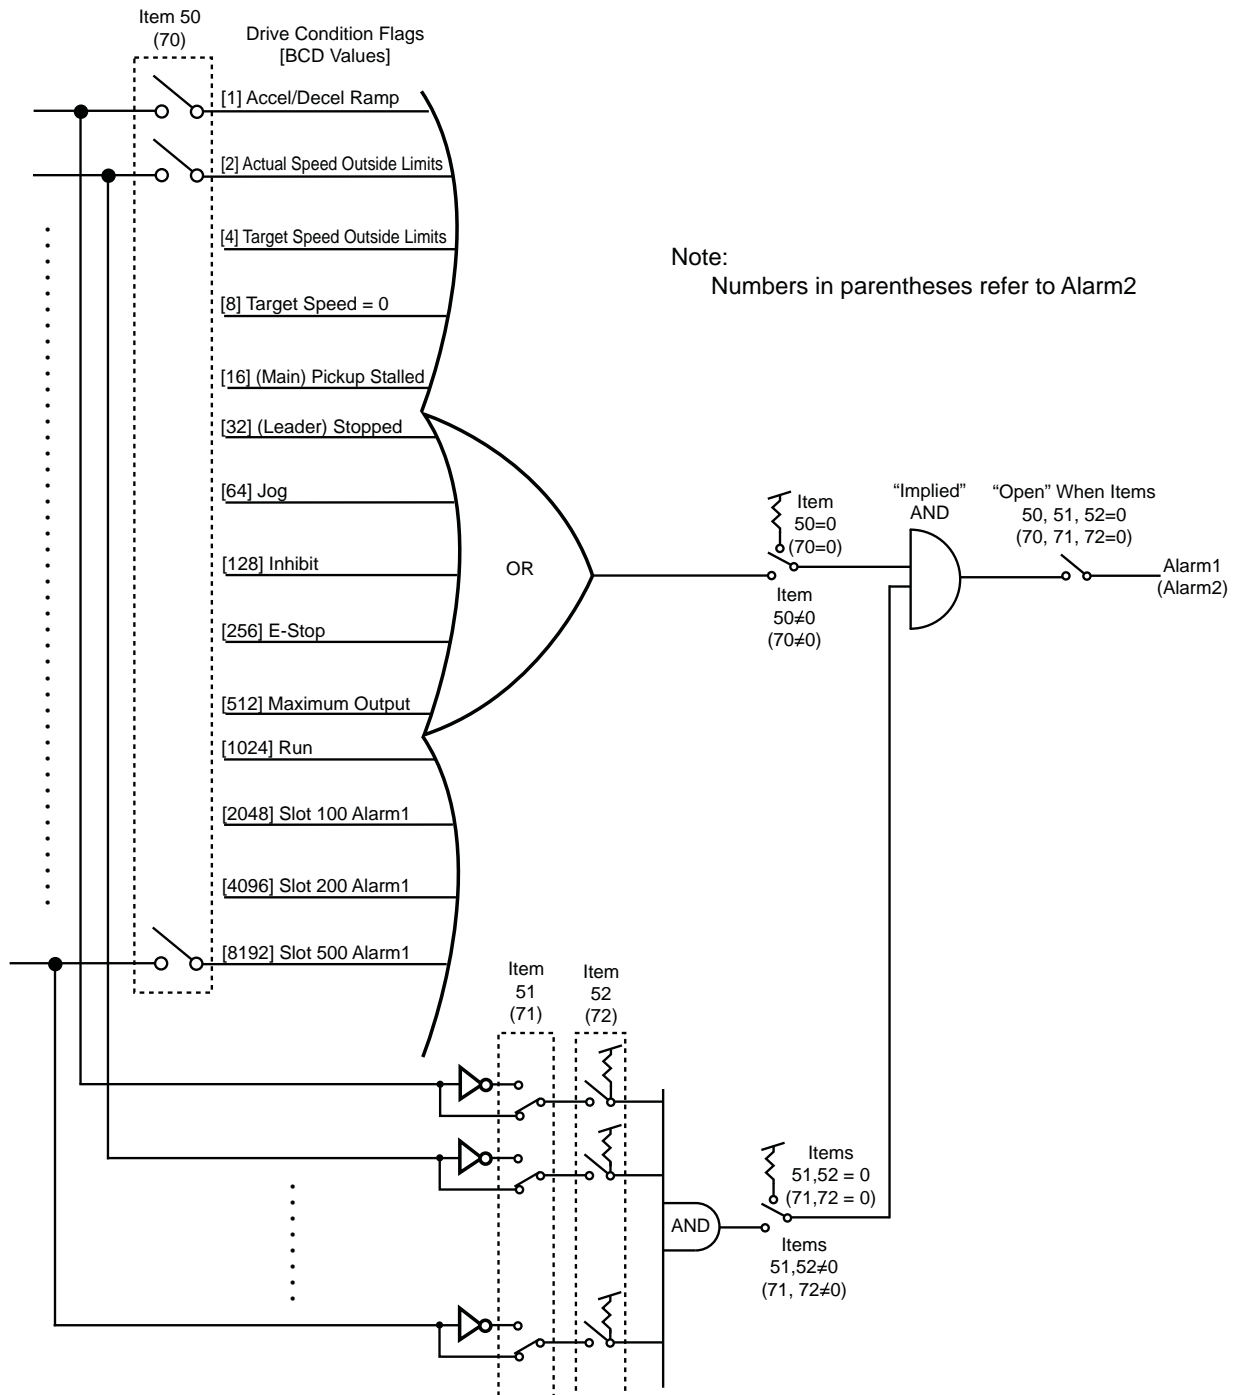 Item 50
(70)
Drive Condition Flags
[BCD Values]
[1] Accel/Decel Ramp
[2] Actual Speed Outside Limits
[4] Target Speed Outside Limits
Note:
Numbers in parentheses refer to Alarm2
[8] Target Speed = 0
[16] (Main) Pickup Stalled
[32] (Leader) Stopped
[64] Jog
[128] Inhibit
[256] E-Stop
[512] Maximum Output
[1024] Run
[2048] Slot 100 Alarm1
[4096] Slot 200 Alarm1
[8192] Slot 500 Alarm1
OR
Item
50=0
(70=0)
Item
50≠0
(70≠0)
“Implied”
AND
“Open” When Items
50, 51, 52=0
(70, 71, 72=0)
Alarm1
(Alarm2)
Item
51
(71)
Item
52
(72)
AND
Items
51,52 = 0
(71,72 = 0)
Items
51,52≠0
(71, 72≠0)